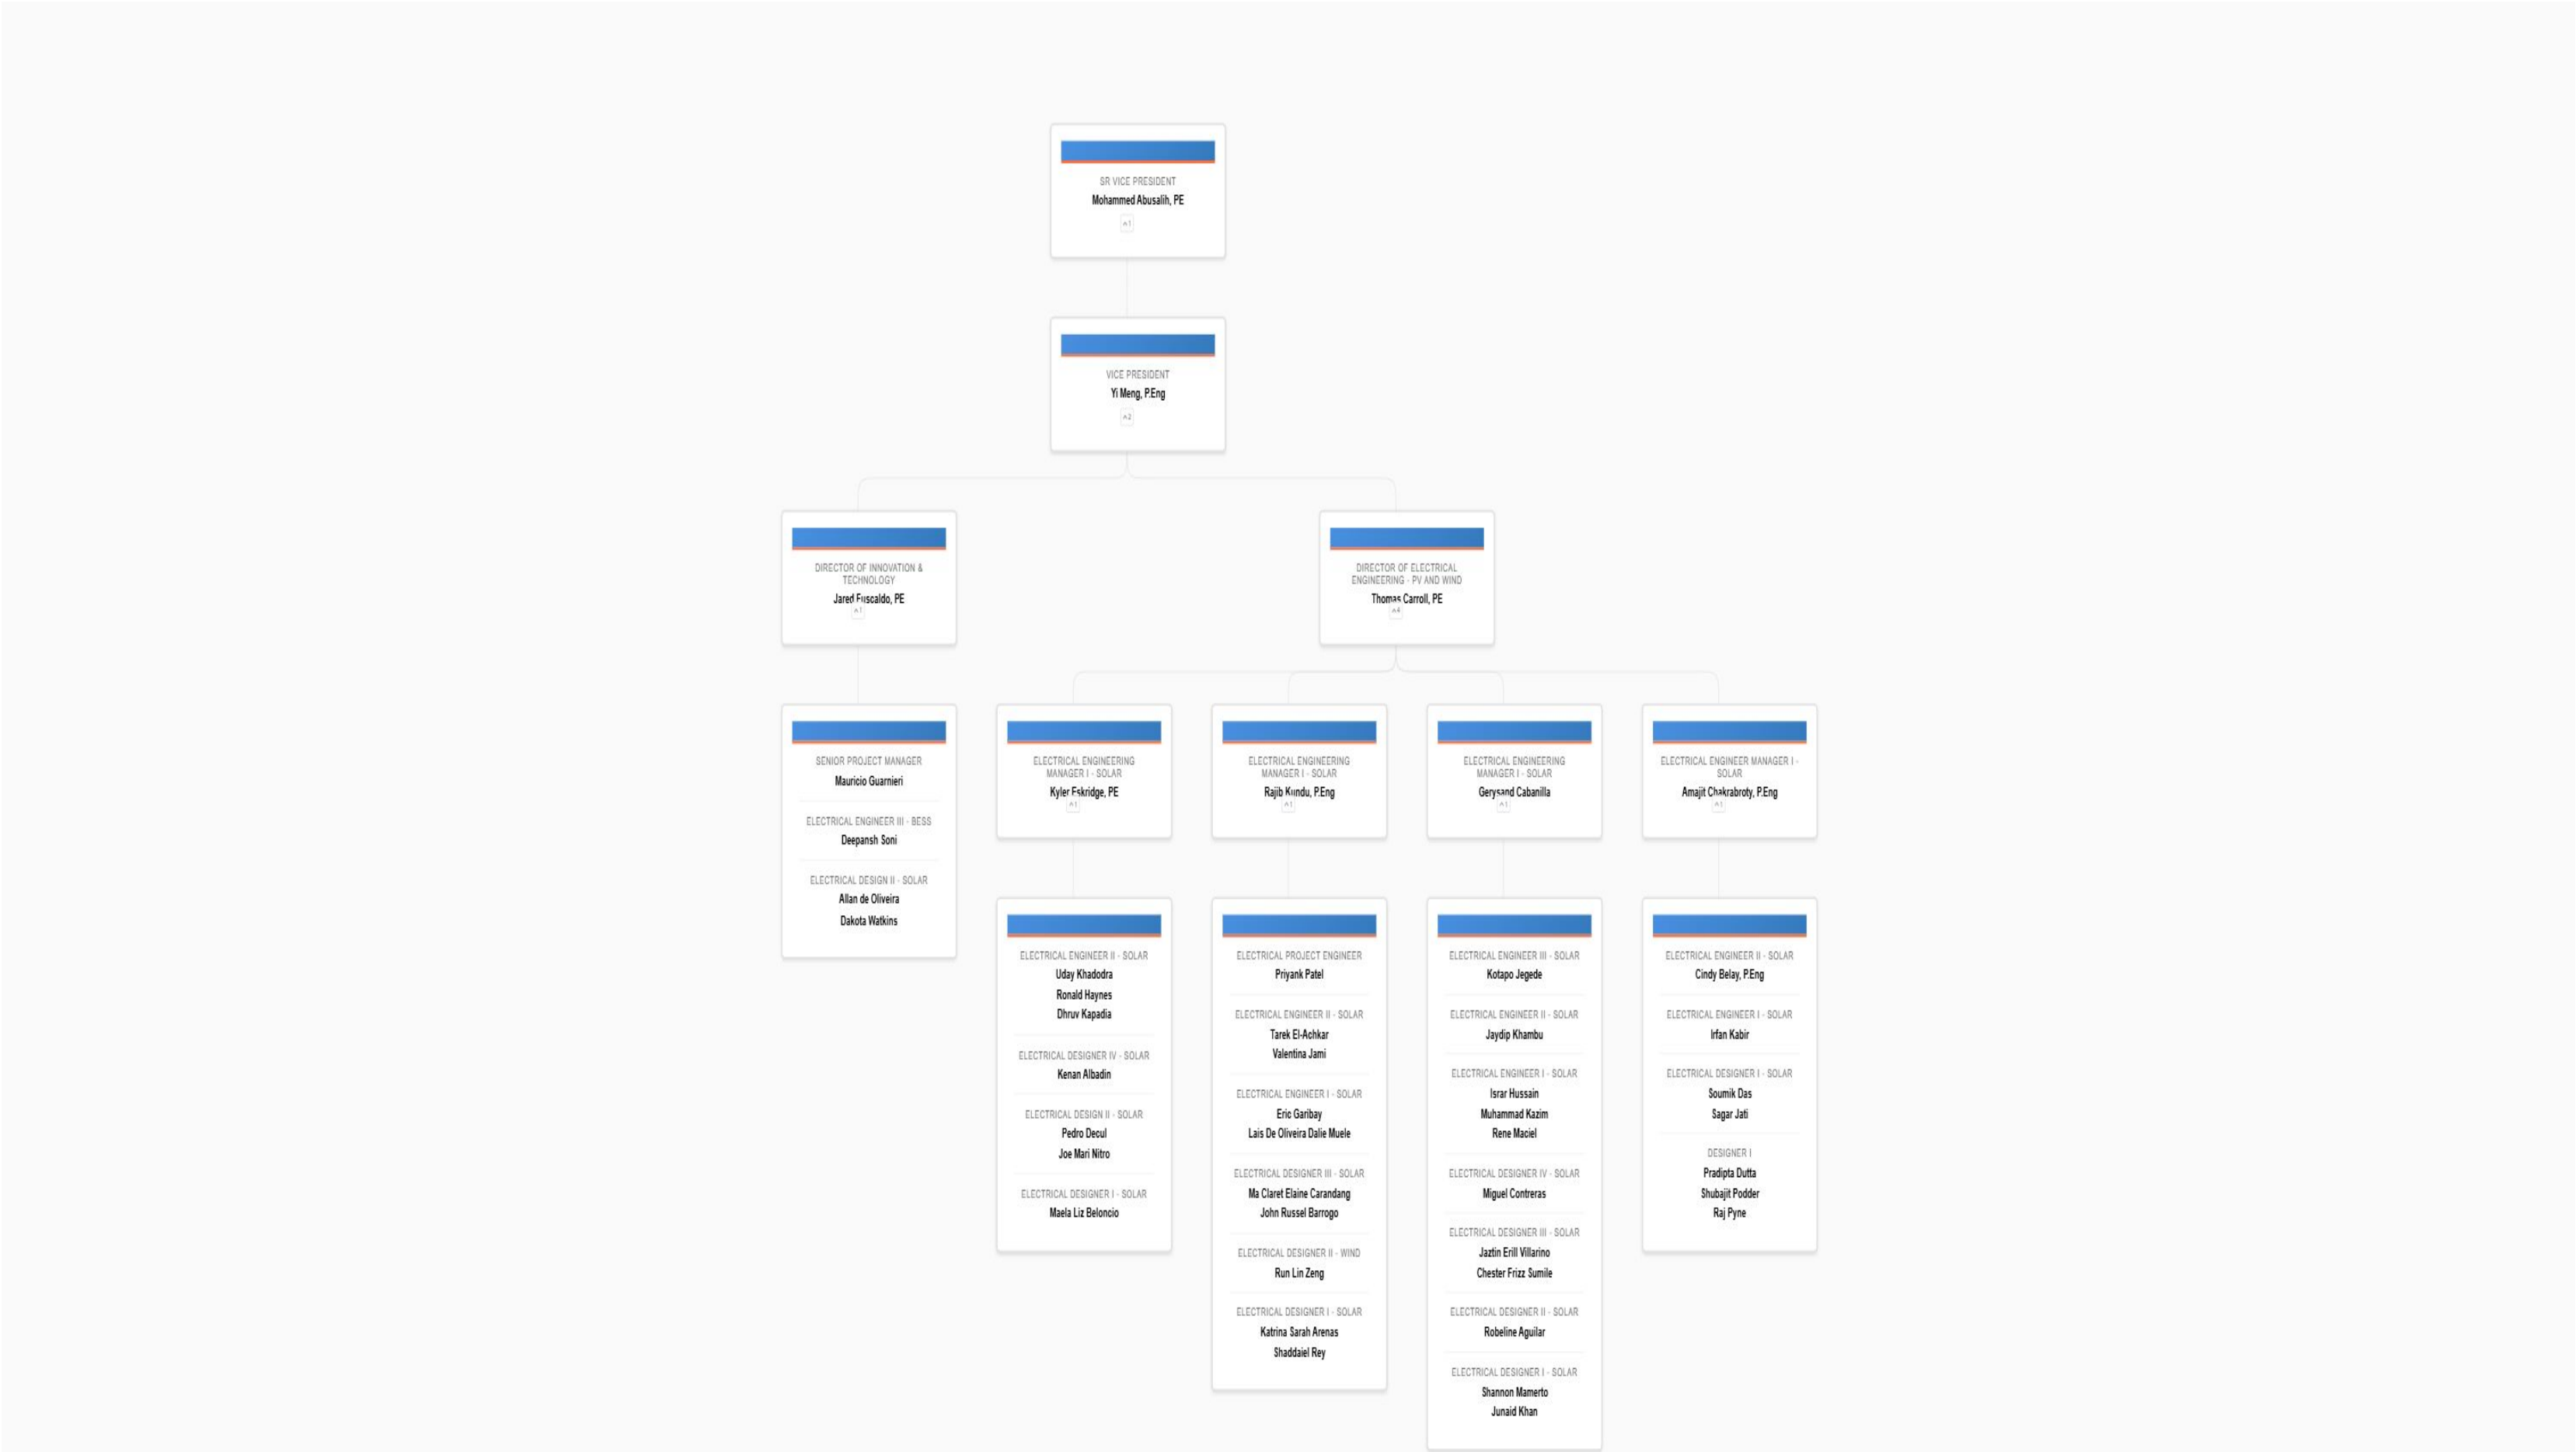 SR VICE PRESIDENT
Mohammed Abusalih, PE
^1
VICE PRESIDENT
Yi Meng, P.Eng
^2
DIRECTOR OF INNOVATION &
TECHNOLOGY
Jared Fuscaldo, PE
^1
DIRECTOR OF ELECTRICAL
ENGINEERING - PV AND WIND
Thomas Carroll, PE
^4
SENIOR PROJECT MANAGER
Mauricio Guarnieri
ELECTRICAL ENGINEER III - BESS
Deepansh Soni
ELECTRICAL DESIGN II - SOLAR
Allan de Oliveira
Dakota Watkins
ELECTRICAL ENGINEERING
MANAGER I - SOLAR
Kyler Eskridge, PE
^1
ELECTRICAL ENGINEERING
MANAGER I - SOLAR
Rajib Kundu, P.Eng
^1
ELECTRICAL ENGINEERING
MANAGER I - SOLAR
Gerysand Cabanilla
^1
ELECTRICAL ENGINEER MANAGER I -
SOLAR
Amajit Chakrabroty, P.Eng
^1
ELECTRICAL ENGINEER II - SOLAR
Uday Khadodra
Ronald Haynes
Dhruv Kapadia
ELECTRICAL DESIGNER IV - SOLAR
Kenan Albadin
ELECTRICAL DESIGN II - SOLAR
Pedro Decul
Joe Mari Nitro
ELECTRICAL DESIGNER I - SOLAR
Maela Liz Beloncio
ELECTRICAL PROJECT ENGINEER
Priyank Patel
ELECTRICAL ENGINEER II - SOLAR
Tarek El-Achkar
Valentina Jami
ELECTRICAL ENGINEER I - SOLAR
Eric Garibay
Lais De Oliveira Dalie Muele
ELECTRICAL DESIGNER III - SOLAR
Ma Claret Elaine Carandang
John Russel Barrogo
ELECTRICAL DESIGNER II - WIND
Run Lin Zeng
ELECTRICAL DESIGNER I - SOLAR
Katrina Sarah Arenas
Shaddaiel Rey
ELECTRICAL ENGINEER III - SOLAR
Kotapo Jegede
ELECTRICAL ENGINEER II - SOLAR
Jaydip Khambu
ELECTRICAL ENGINEER I - SOLAR
Israr Hussain
Muhammad Kazim
Rene Maciel
ELECTRICAL DESIGNER IV - SOLAR
Miguel Contreras
ELECTRICAL DESIGNER III - SOLAR
Jaztin Erill Villarino
Chester Frizz Sumile
ELECTRICAL DESIGNER II - SOLAR
Robeline Aguilar
ELECTRICAL DESIGNER I - SOLAR
Shannon Mamerto
Junaid Khan
ELECTRICAL ENGINEER II - SOLAR
Cindy Belay, P.Eng
ELECTRICAL ENGINEER I - SOLAR
Irfan Kabir
ELECTRICAL DESIGNER I - SOLAR
Soumik Das
Sagar Jati
DESIGNER I
Pradipta Dutta
Shubajit Podder
Raj Pyne